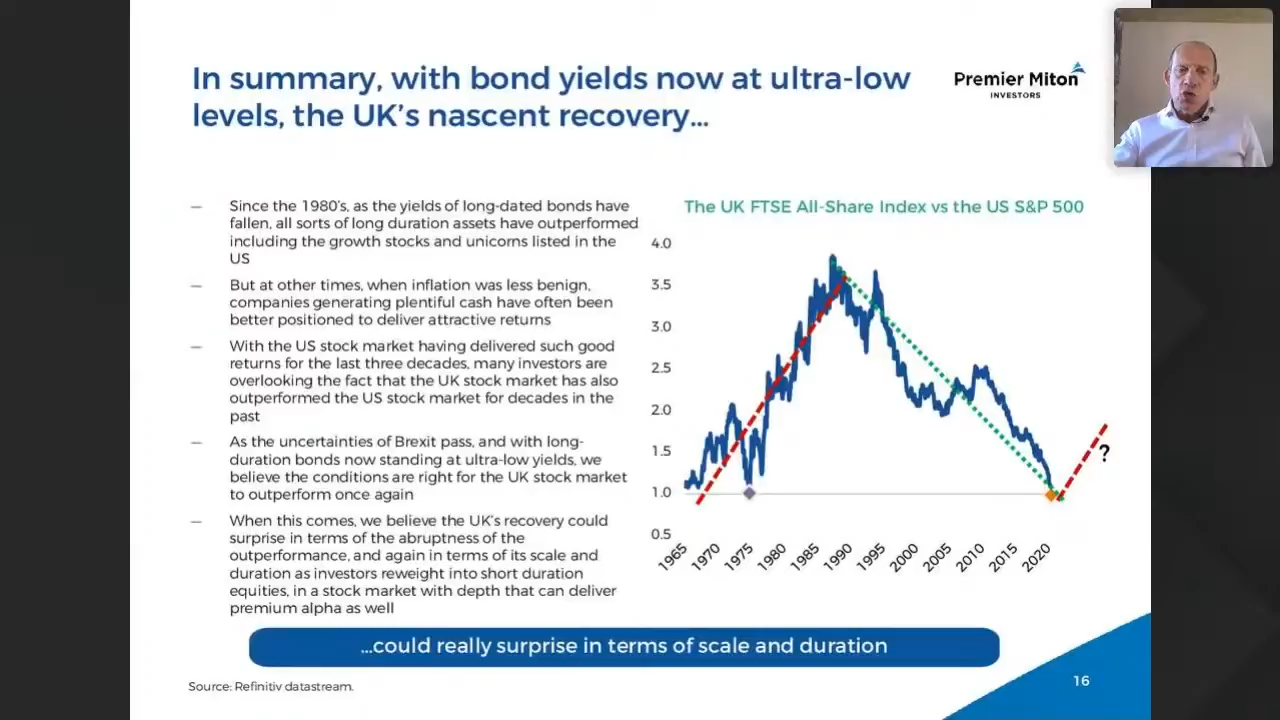 In summary, with bond yields now at ultra-low
levels, the UK's nascent recovery...
Premier Miton
INVESTORS
— Since the 1980's, as the yields of long-dated bonds have
fallen, all sorts of long duration assets have outperformed
including the growth stocks and unicorns listed in the
US
— But at other times, when inflation was less benign,
companies generating plentiful cash have often been
better positioned to deliver attractive returns
— With the US stock market having delivered such good
returns for the last three decades, many investors are
overlooking the fact that the UK stock market has also
outperformed the US stock market for decades in the
past
— As the uncertainties of Brexit pass, and with long-
duration bonds now standing at ultra-low yields, we
believe the conditions are right for the UK stock market
to outperform once again
— When this comes, we believe the UK's recovery could
surprise in terms of the abruptness of the
outperformance, and again in terms of its scale and
duration as investors reweight into short duration
equities, in a stock market with depth that can deliver
premium alpha as well
The UK FTSE All-Share Index vs the US S&P 500
4.0
3.5
3.0
2.5
2.0
1.5
1.0
0.5
?
1965 1970 1975 1980 1985 1990 1995 2000 2005 2010 2015 2020
...could really surprise in terms of scale and duration
Source: Refinitiv datastream.
16